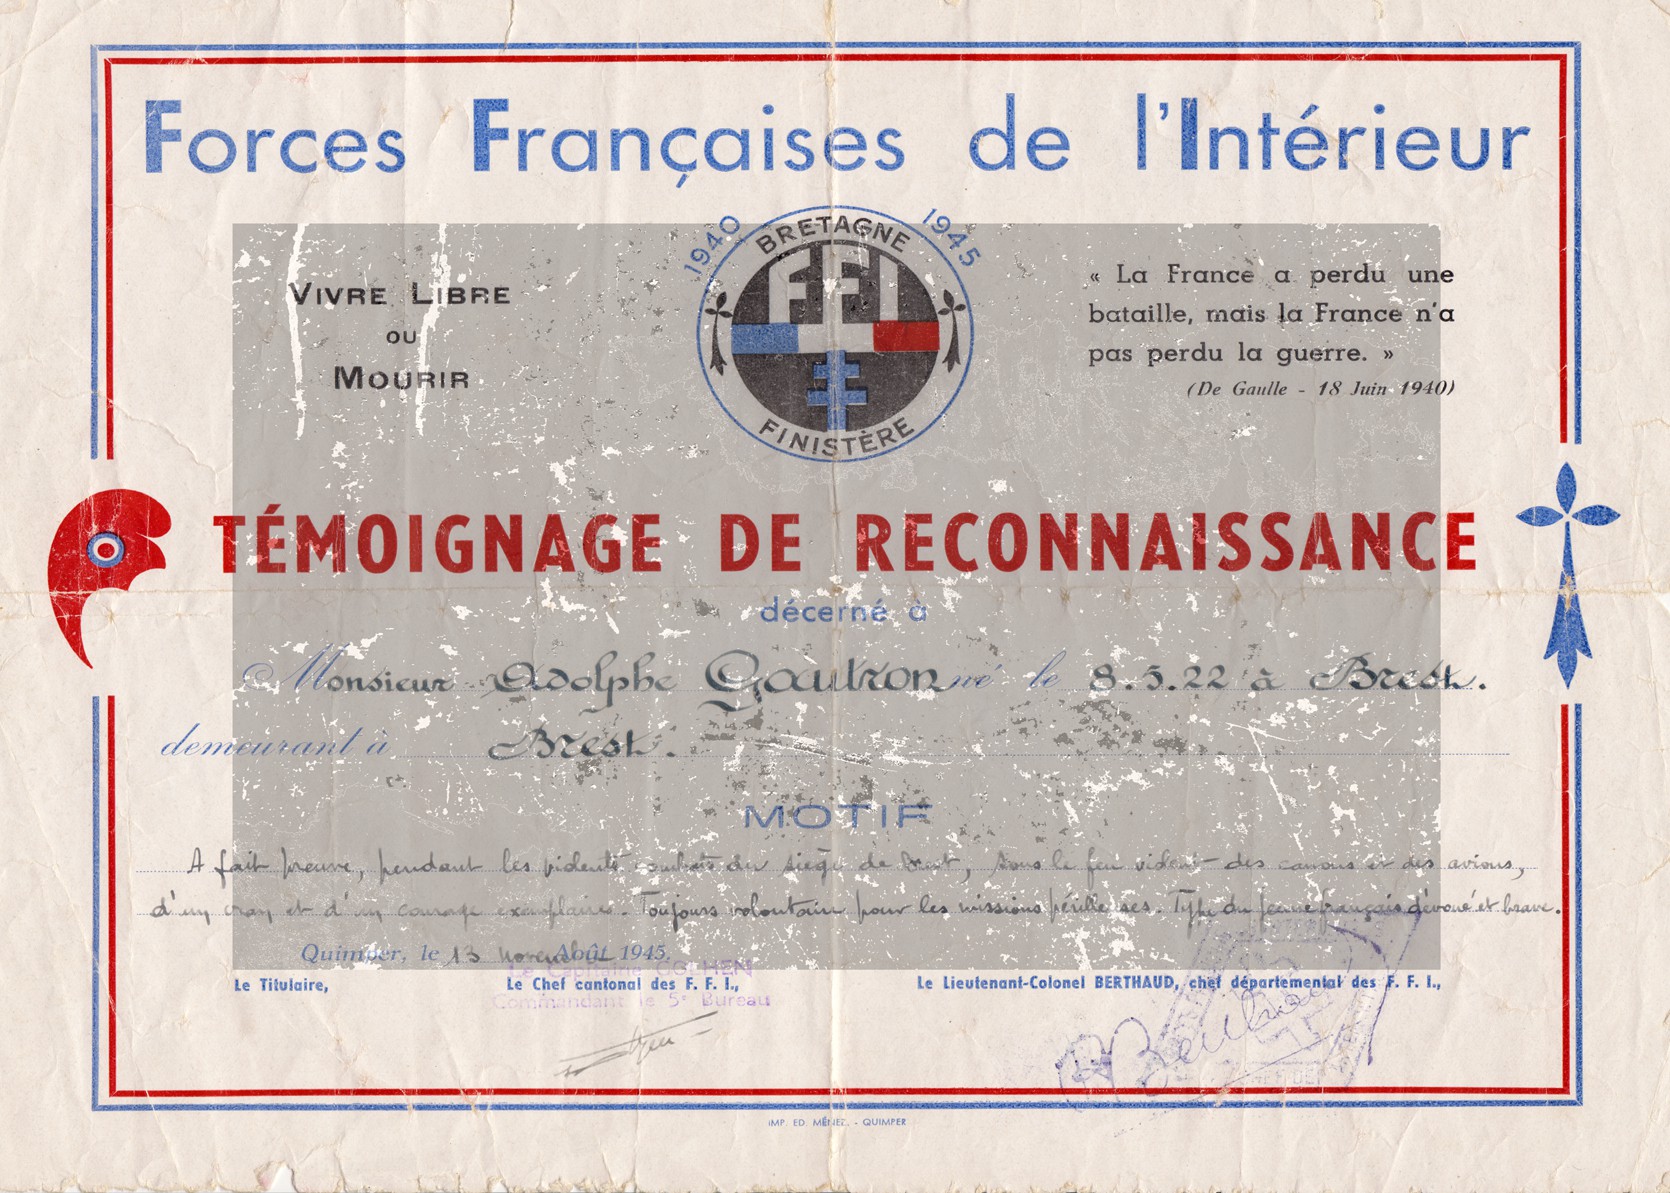 Forces Françaises de l'Intérieur
1940 BRETAGNE 1945
FFI
FINISTÈRE
VIVRE LIBRE
OU
MOURIR
« La France a perdu une
bataille, mais la France n'a
pas perdu la guerre. »
(De Gaulle - 18 Juin 1940)
TÉMOIGNAGE DE RECONNAISSANCE
décerné à
Monsieur Adolphe Gautron né le 8.5.22 à Brest.
demeurant à Brest.
MOTIF
A fait preuve, pendant les violents combats du siège de Brest, sous le feu violent des canons et des avions,
d'un cran et d'un courage exemplaires. Toujours volontaire pour les missions périlleuses. Type du jeune français dévoué et brave.
Quimper, le 13 novembre Août 1945.
Le Capitaine COLHEN
Le Titulaire, Le Chef cantonal des F. F. I., Le Lieutenant-Colonel BERTHAUD, chef départemental des F. F. I.,
Commandant le 5e Bureau
Berthaud
IMP. ED. MÉNEZ. - QUIMPER